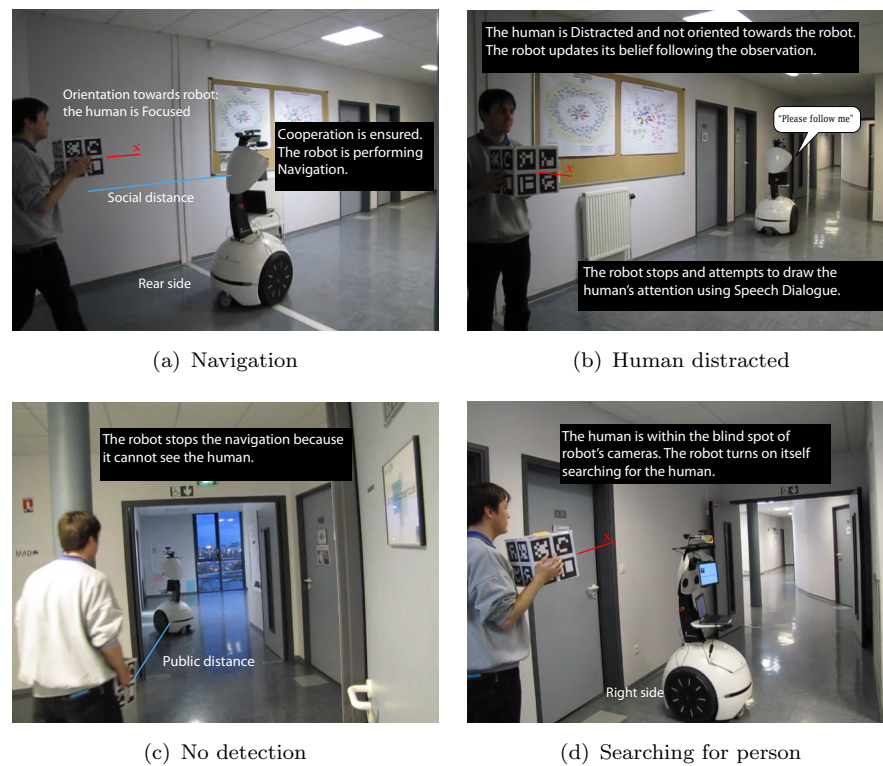 Orientation towards robot:
the human is Focused
x
Cooperation is ensured.
The robot is performing
Navigation.
Social distance
Rear side
(a) Navigation
The human is Distracted and not oriented towards the robot.
The robot updates its belief following the observation.
"Please follow me"
x
The robot stops and attempts to draw the
human's attention using Speech Dialogue.
(b) Human distracted
The robot stops the navigation because
it cannot see the human.
Public distance
(c) No detection
The human is within the blind spot of
robot's cameras. The robot turns on itself
searching for the human.
x
Right side
(d) Searching for person